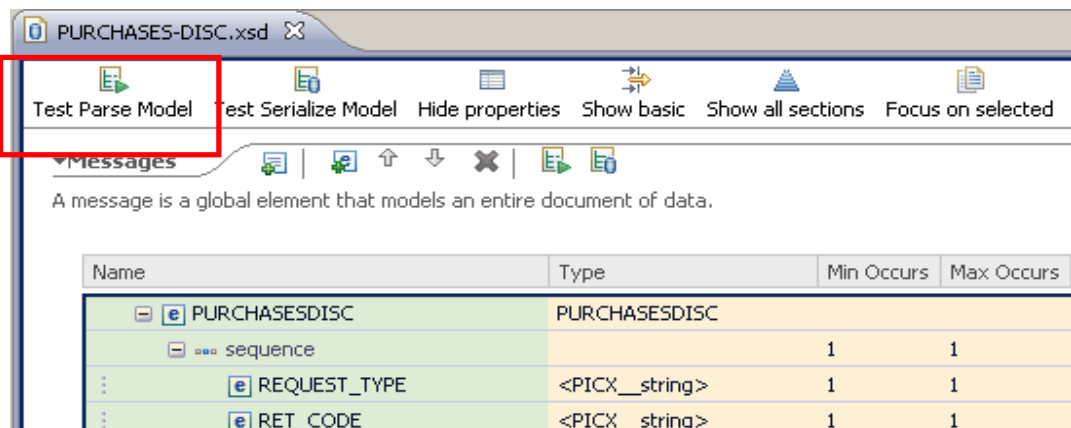 PURCHASES-DISC.xsd
Test Parse Model Test Serialize Model Hide properties Show basic Show all sections Focus on selected
Messages
A message is a global element that models an entire document of data.
Name Type Min Occurs Max Occurs
e PURCHASESDISC PURCHASESDISC
sequence 1 1
e REQUEST_TYPE <PICX__string> 1 1
e RET_CODE <PICX__string> 1 1